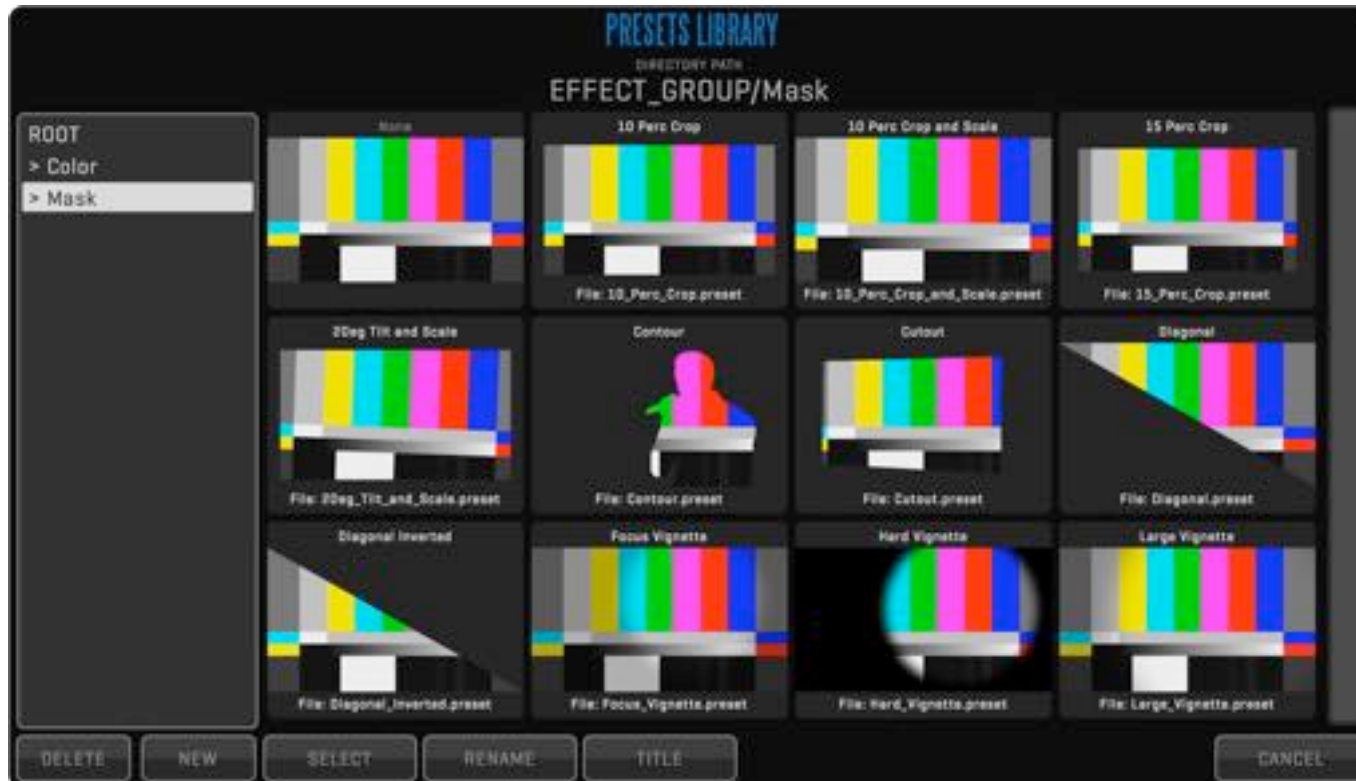 PRESETS LIBRARY
DIRECTORY PATH
EFFECT_GROUP/Mask
ROOT
> Color
> Mask
None
10 Perc Crop
10 Perc Crop and Scale
15 Perc Crop
File: 10_Perc_Crop.preset
File: 10_Perc_Crop_and_Scale.preset
File: 15_Perc_Crop.preset
2Deg Tilt and Scale
Contour
Cutout
Diagonal
File: 2Deg_Tilt_and_Scale.preset
File: Contour.preset
File: Cutout.preset
File: Diagonal.preset
Diagonal Inverted
Focus Vignette
Hard Vignette
Large Vignette
File: Diagonal_Inverted.preset
File: Focus_Vignette.preset
File: Hard_Vignette.preset
File: Large_Vignette.preset
DELETE
NEW
SELECT
RENAME
TITLE
CANCEL